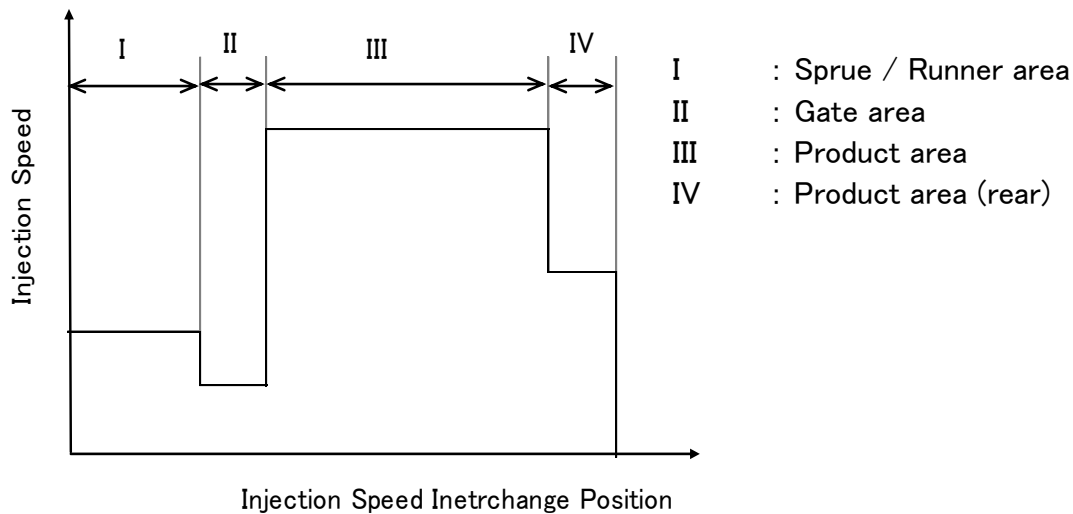 I
II
III
IV
I : Sprue / Runner area
II : Gate area
III : Product area
IV : Product area (rear)
Injection Speed
Injection Speed Inetrchange Position